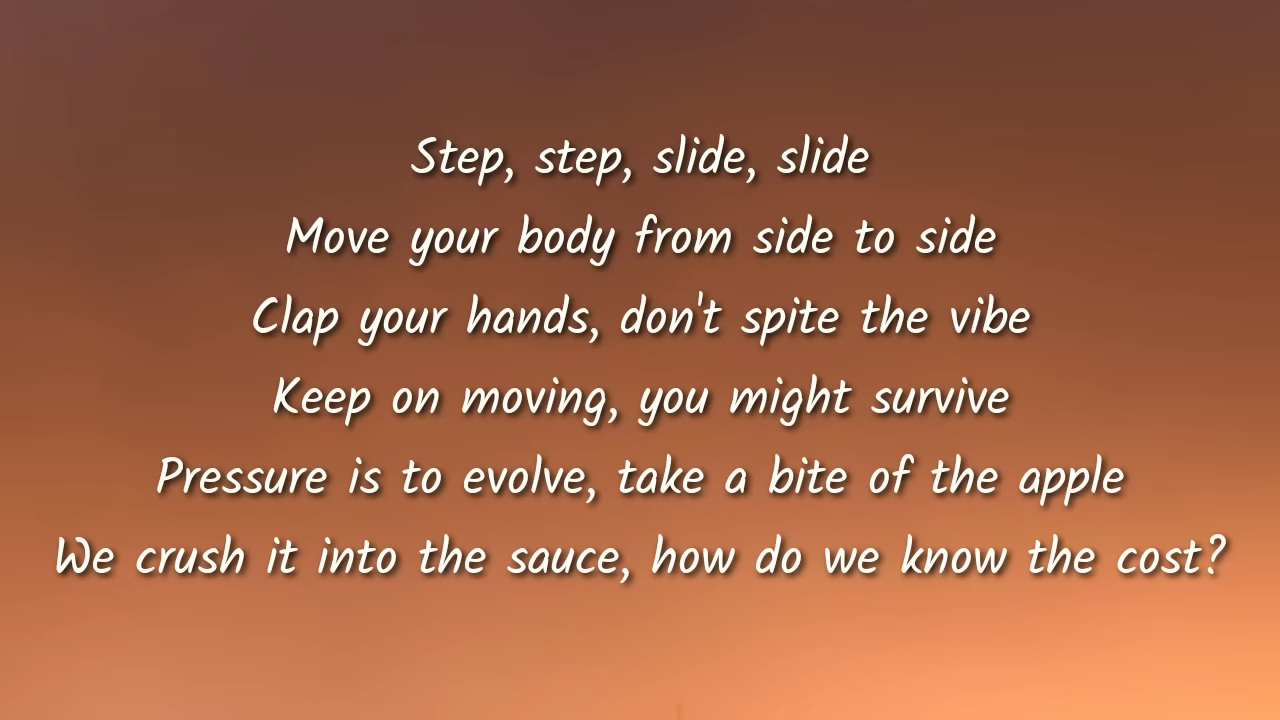 Step, step, slide, slide
Move your body from side to side
Clap your hands, don't spite the vibe
Keep on moving, you might survive
Pressure is to evolve, take a bite of the apple
We crush it into the sauce, how do we know the cost?